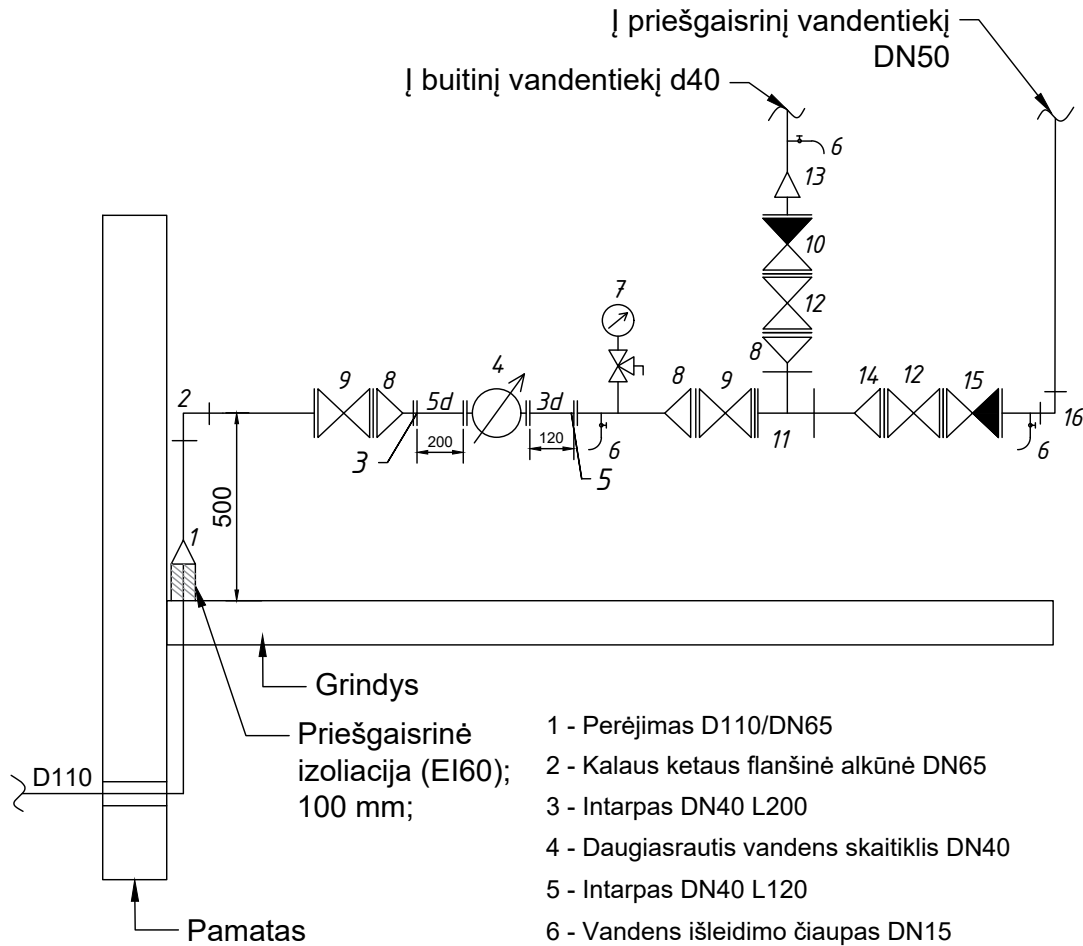 Į priešgaisrinį vandentiekį
DN50
Į buitinį vandentiekį d40
6
13
10
12
8
7
4
2
9
8
5d
3d
8
9
14
12
15
200
120
3
5
6
11
6
16
500
1
Grindys
Priešgaisrinė
izoliacija (EI60);
100 mm;
D110
Pamatas
1 - Perėjimas D110/DN65
2 - Kalaus ketaus flanšinė alkūnė DN65
3 - Intarpas DN40 L200
4 - Daugiasrautis vandens skaitiklis DN40
5 - Intarpas DN40 L120
6 - Vandens išleidimo čiaupas DN15